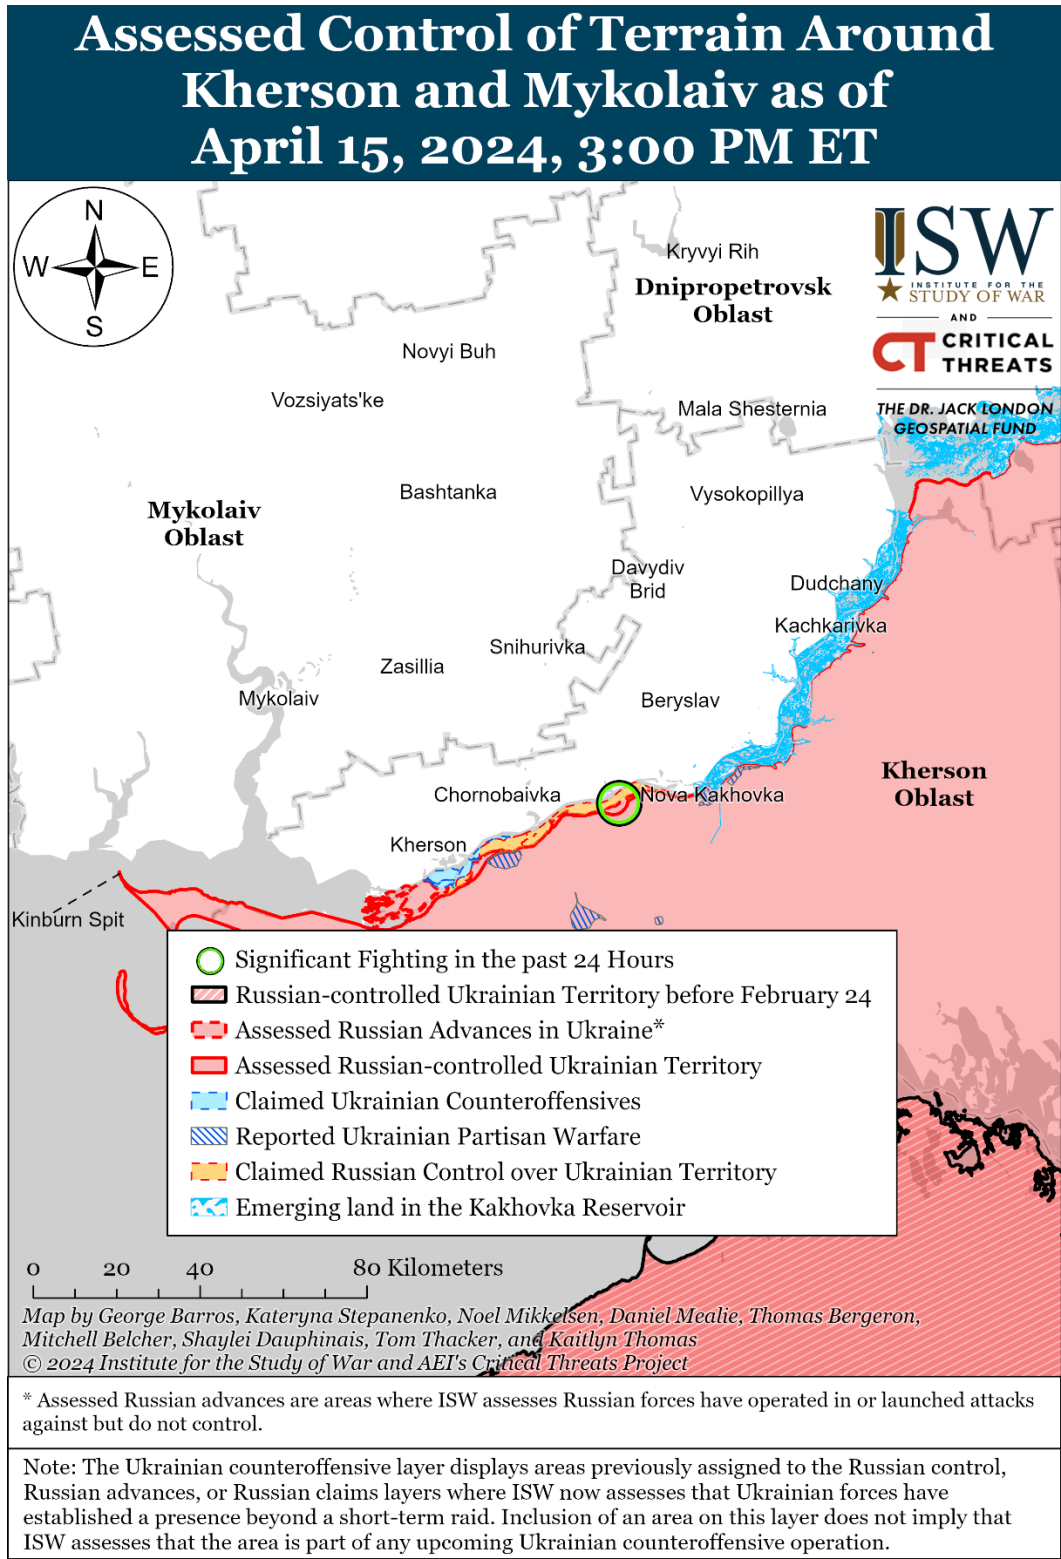 Assessed Control of Terrain Around
Kherson and Mykolaiv as of
April 15, 2024, 3:00 PM ET
N
W
E
S
ISW
INSTITUTE FOR THE
STUDY OF WAR
AND
CT CRITICAL
THREATS
THE DR. JACK LONDON
GEOSPATIAL FUND
Kryvyi Rih
Dnipropetrovsk
Oblast
Novyi Buh
Vozsiyats'ke
Mala Shesternia
Bashtanka
Vysokopillya
Mykolaiv
Oblast
Davydiv
Brid
Dudchany
Kachkarivka
Snihurivka
Zasillia
Mykolaiv
Beryslav
Kherson
Oblast
Chornobaivka
Nova Kakhovka
Kherson
Kinburn Spit
Significant Fighting in the past 24 Hours
Russian-controlled Ukrainian Territory before February 24
Assessed Russian Advances in Ukraine*
Assessed Russian-controlled Ukrainian Territory
Claimed Ukrainian Counteroffensives
Reported Ukrainian Partisan Warfare
Claimed Russian Control over Ukrainian Territory
Emerging land in the Kakhovka Reservoir
0 20 40 80 Kilometers
Map by George Barros, Kateryna Stepanenko, Noel Mikkelsen, Daniel Mealie, Thomas Bergeron,
Mitchell Belcher, Shaylei Dauphinais, Tom Thacker, and Kaitlyn Thomas
© 2024 Institute for the Study of War and AEI's Critical Threats Project
* Assessed Russian advances are areas where ISW assesses Russian forces have operated in or launched attacks
against but do not control.
Note: The Ukrainian counteroffensive layer displays areas previously assigned to the Russian control,
Russian advances, or Russian claims layers where ISW now assesses that Ukrainian forces have
established a presence beyond a short-term raid. Inclusion of an area on this layer does not imply that
ISW assesses that the area is part of any upcoming Ukrainian counteroffensive operation.